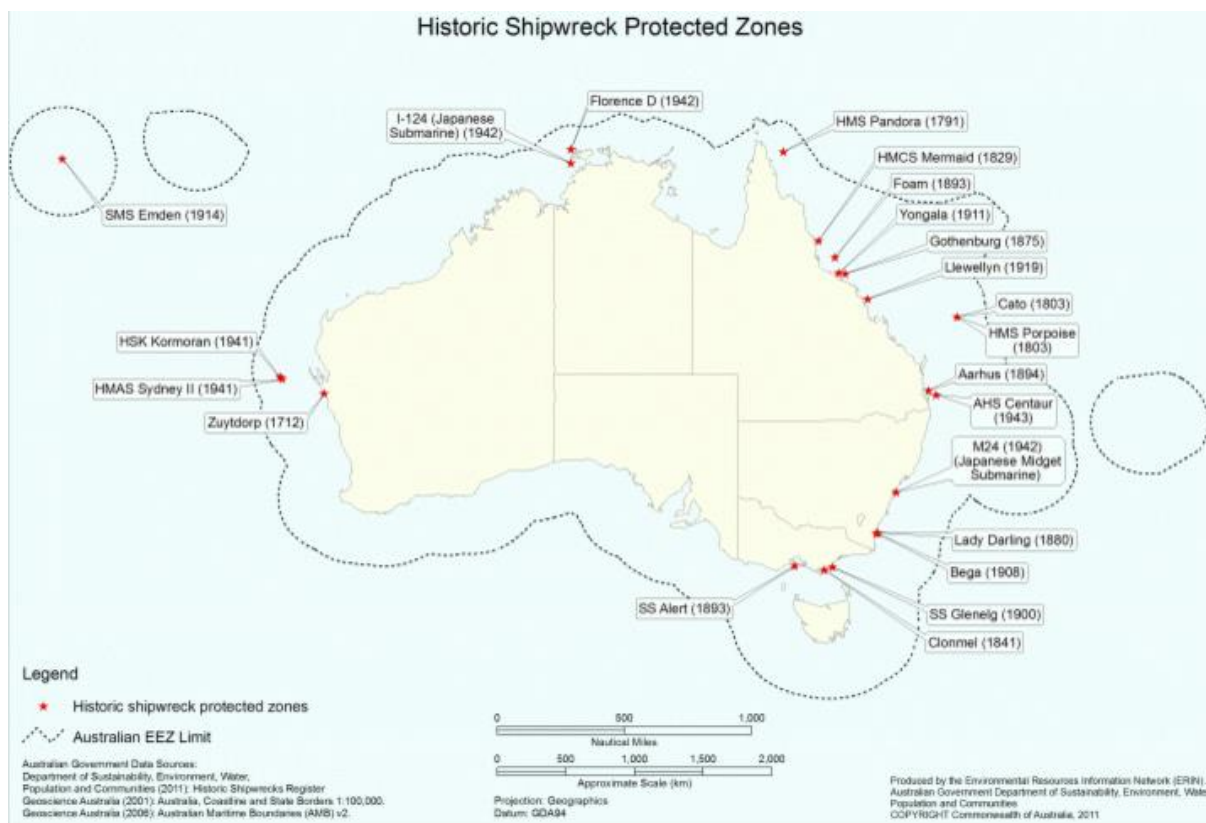 Historic Shipwreck Protected Zones
Florence D (1942)
I-124 (Japanese
Submarine) (1942)
HMS Pandora (1791)
HMCS Mermaid (1829)
Foam (1893)
SMS Emden (1914)
Yongala (1911)
Gothenburg (1875)
Llewellyn (1919)
Cato (1803)
HMS Porpoise
(1803)
HSK Kormoran (1941)
HMAS Sydney II (1941)
Zuytdorp (1712)
Aarhus (1894)
AHS Centaur
(1943)
M24 (1942)
(Japanese Midget
Submarine)
Lady Darling (1880)
Bega (1908)
SS Alert (1893)
SS Glenelg (1900)
Clonmel (1841)
Legend
Historic shipwreck protected zones
Australian EEZ Limit
Australian Government Data Sources:
Department of Sustainability, Environment, Water,
Population and Communities (2011): Historic Shipwrecks Register
Geoscience Australia (2001): Australia, Coastline and State Borders 1:100,000.
Geoscience Australia (2006): Australian Maritime Boundaries (AMB) v2.
0 500 1,000
Nautical Miles
0 500 1,000 1,500 2,000
Approximate Scale (km)
Projection: Geographics
Datum: GDA94
Produced by the Environmental Resources Information Network (ERIN).
Australian Government Department of Sustainability, Environment, Wate
Population and Communities
COPYRIGHT Commonwealth of Australia, 2011